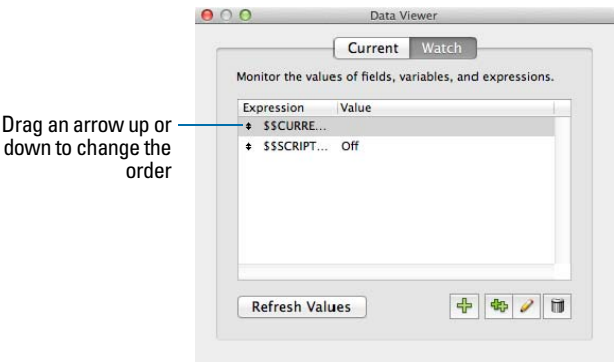 Data Viewer
Current Watch
Monitor the values of fields, variables, and expressions.
Expression Value
$$CURRE...
$$SCRIPT... Off
Drag an arrow up or
down to change the
order
Refresh Values